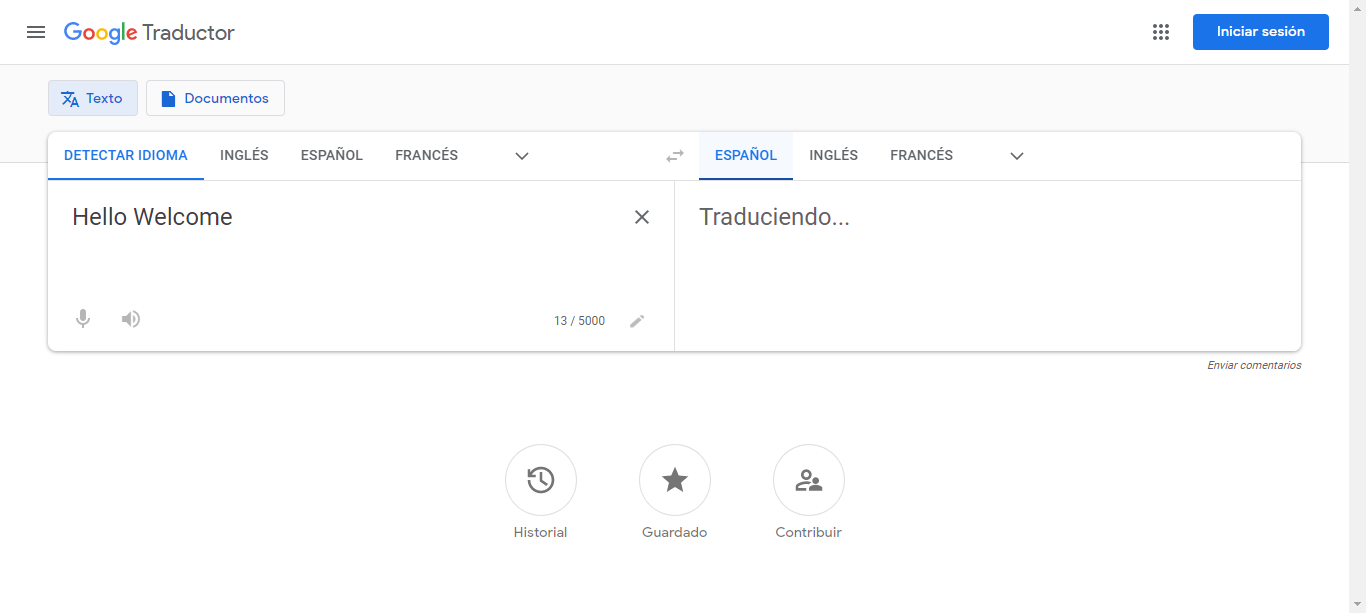 Google Traductor
Iniciar sesión
Texto Documentos
DETECTAR IDIOMA INGLÉS ESPAÑOL FRANCÉS ESPAÑOL INGLÉS FRANCÉS
Hello Welcome Traduciendo...
13 / 5000
Enviar comentarios
Historial Guardado Contribuir